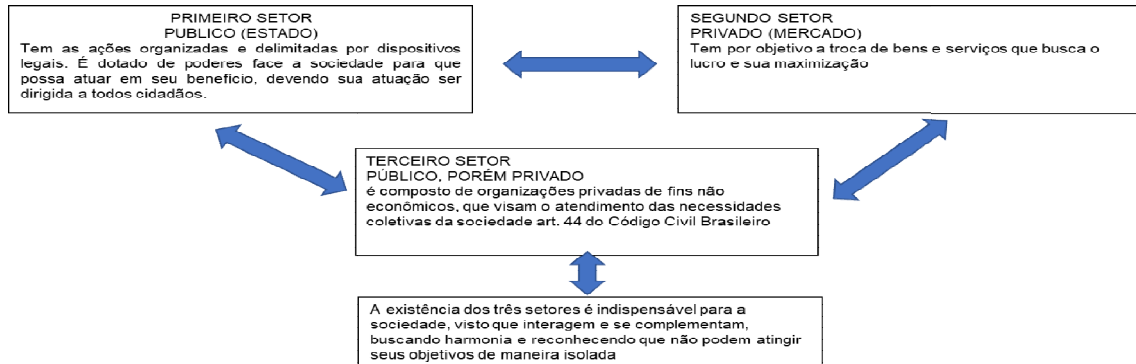 PRIMEIRO SETOR
PUBLICO (ESTADO)
Tem as ações organizadas e delimitadas por dispositivos
legais. É dotado de poderes face a sociedade para que
possa atuar em seu beneficio, devendo sua atuação ser
dirigida a todos cidadãos.
SEGUNDO SETOR
PRIVADO (MERCADO)
Tem por objetivo a troca de bens e serviços que busca o
lucro e sua maximização
TERCEIRO SETOR
PÚBLICO, PORÉM PRIVADO
é composto de organizações privadas de fins não
econômicos, que visam o atendimento das necessidades
coletivas da sociedade art. 44 do Código Civil Brasileiro
A existência dos três setores é indispensável para a
sociedade, visto que interagem e se complementam,
buscando harmonia e reconhecendo que não podem atingir
seus objetivos de maneira isolada